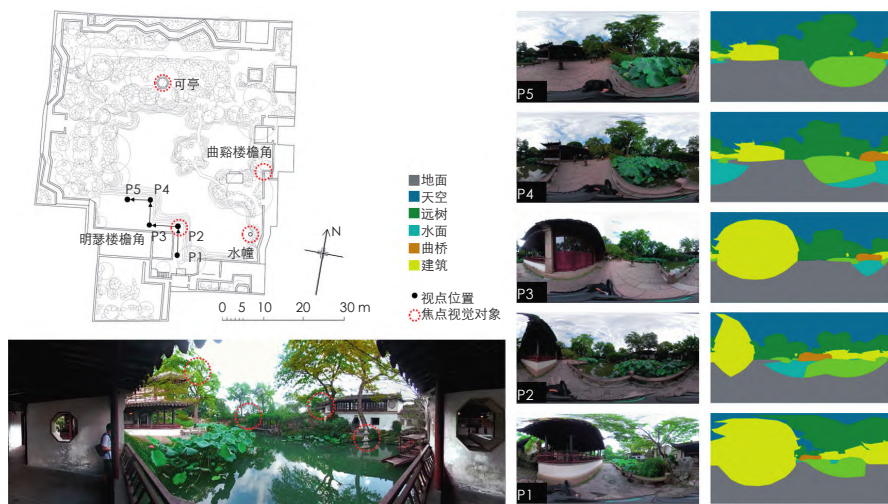 可亭
曲谿楼檐角
P5
P4
明瑟楼檐角
P3
P2
水幢
P1
N
0 5 10 20 30 m
地面
天空
远树
水面
曲桥
建筑
视点位置
焦点视觉对象
P5
P4
P3
P2
P1